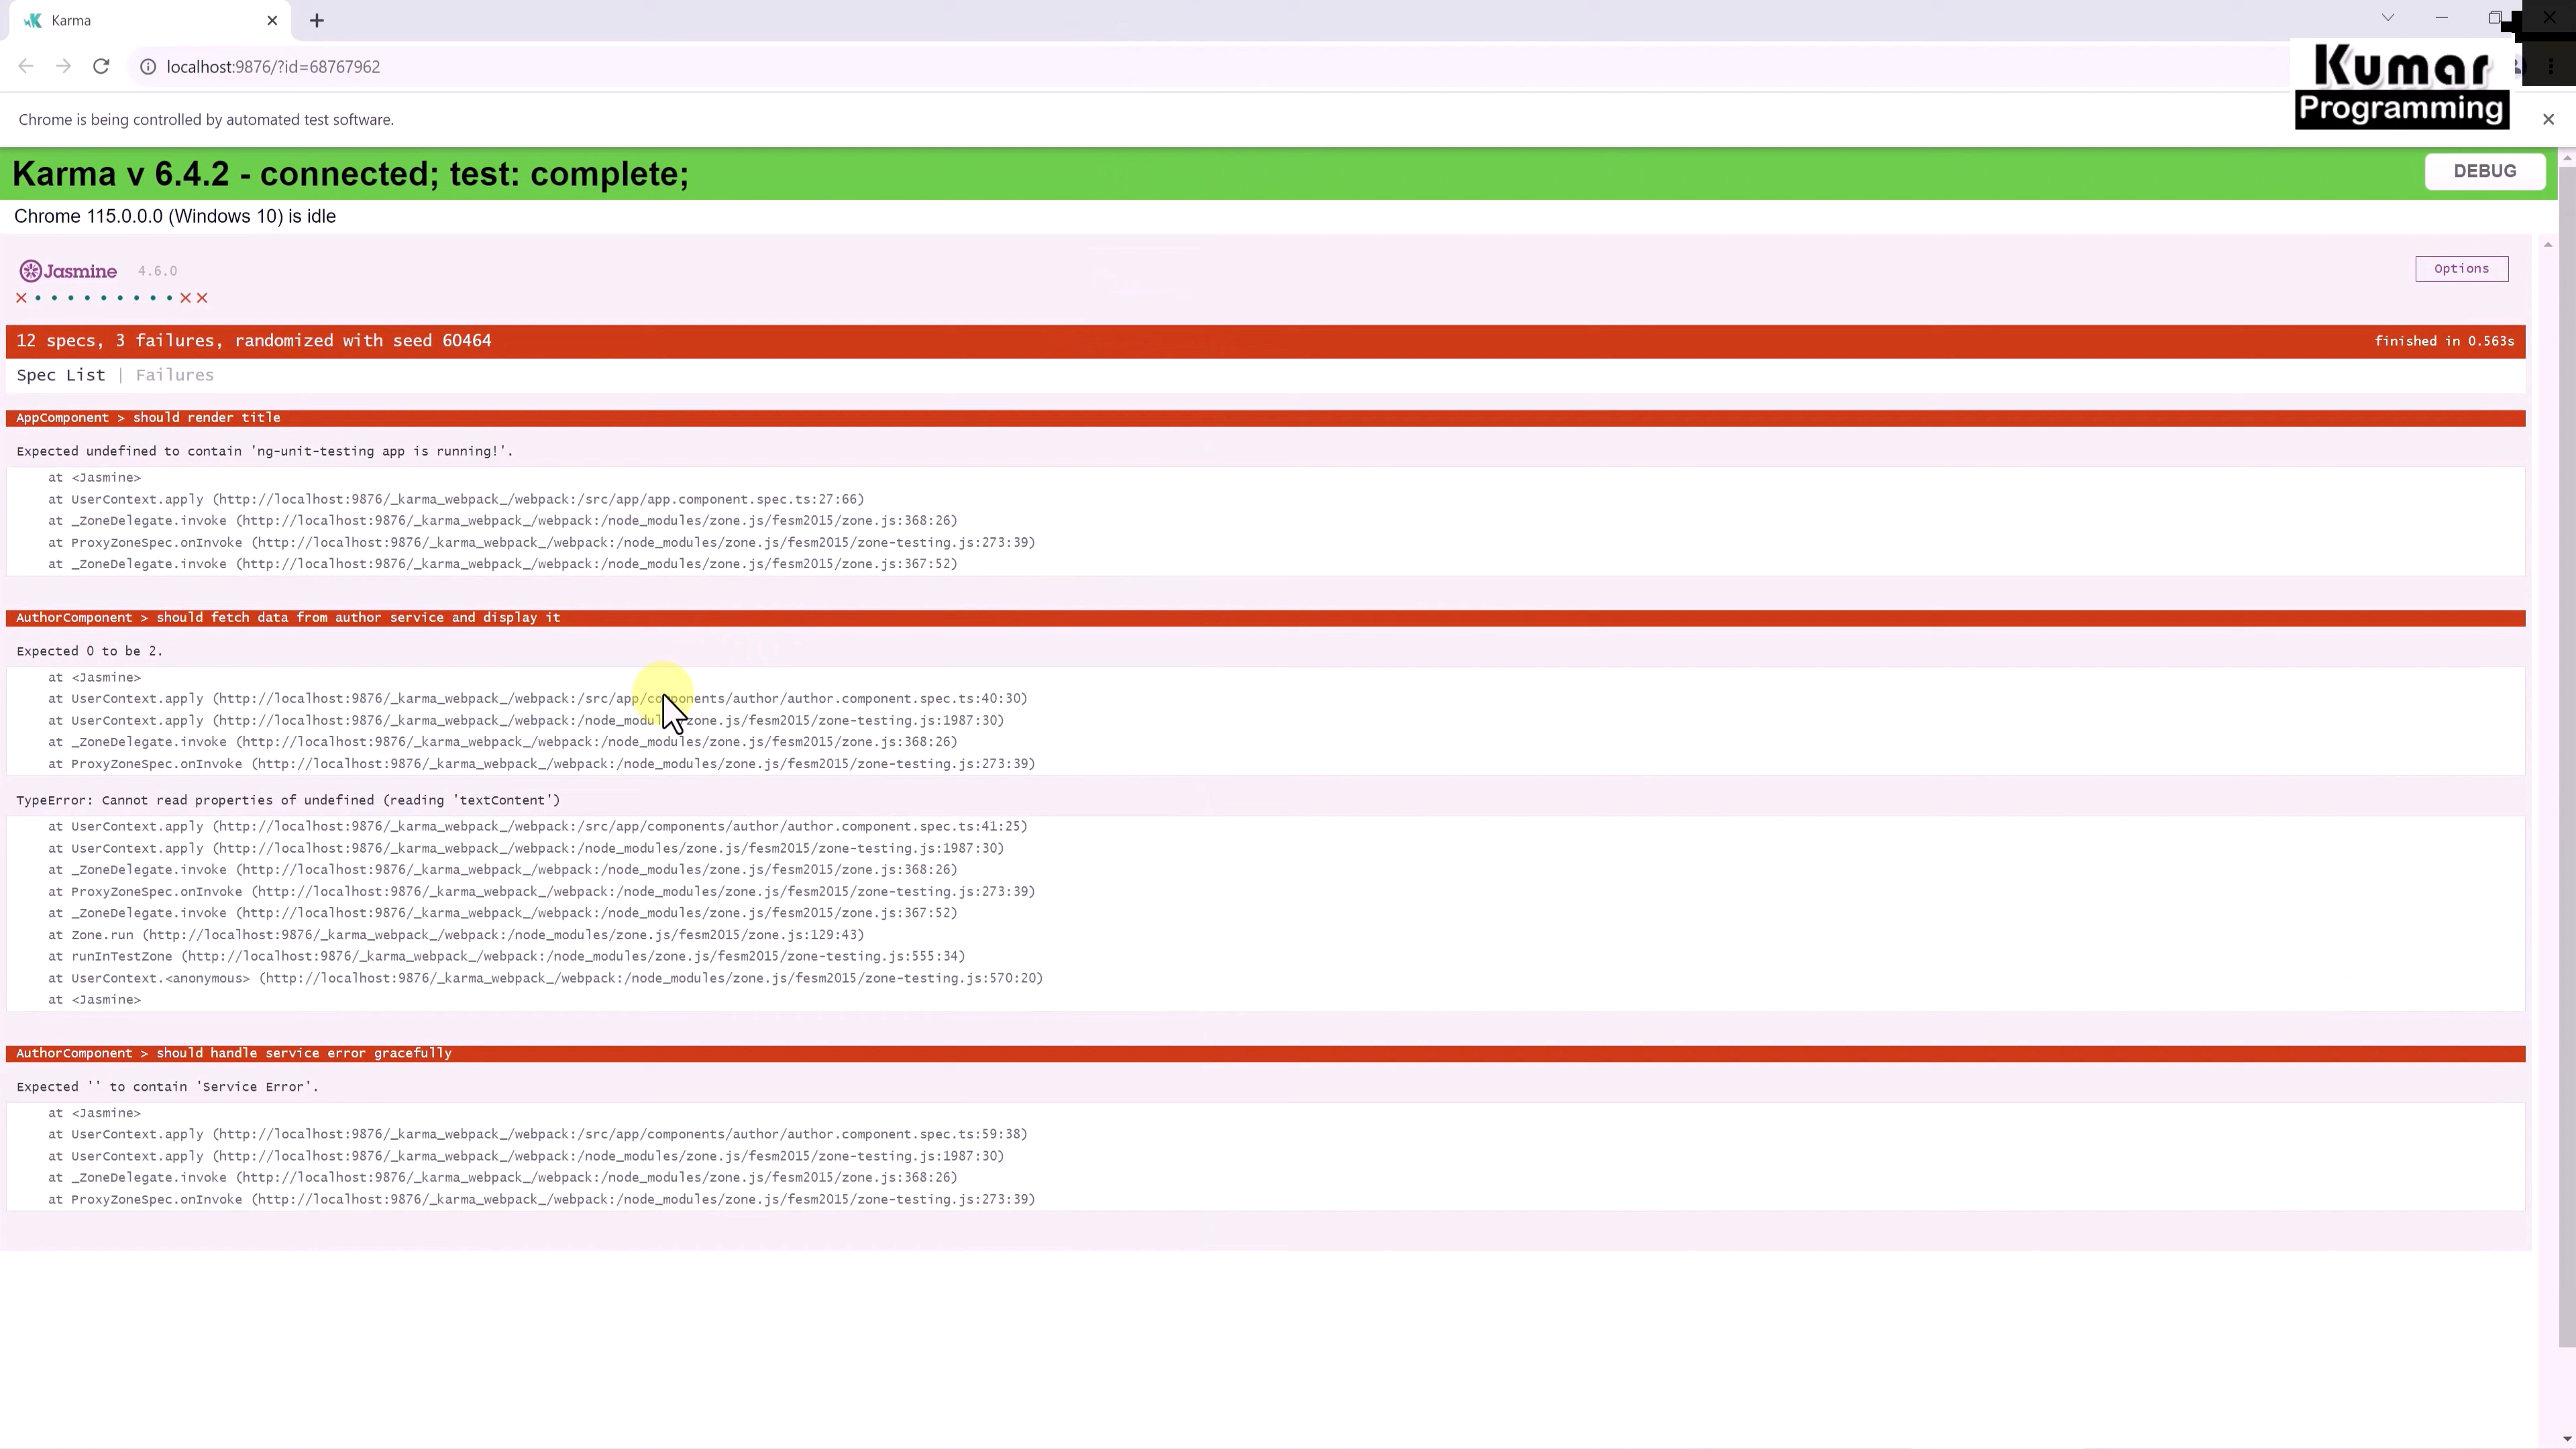 Karma
localhost:9876/?id=68767962
Kumar
Programming
Chrome is being controlled by automated test software.
Karma v 6.4.2 - connected; test: complete;
DEBUG
Chrome 115.0.0.0 (Windows 10) is idle
Jasmine 4.6.0
Options
12 specs, 3 failures, randomized with seed 60464
finished in 0.563s
Spec List | Failures
AppComponent > should render title
Expected undefined to contain 'ng-unit-testing app is running!'.
at <Jasmine>
at UserContext.apply (http://localhost:9876/_karma_webpack_/webpack:/src/app/app.component.spec.ts:27:66)
at _ZoneDelegate.invoke (http://localhost:9876/_karma_webpack_/webpack:/node_modules/zone.js/fesm2015/zone.js:368:26)
at ProxyZoneSpec.onInvoke (http://localhost:9876/_karma_webpack_/webpack:/node_modules/zone.js/fesm2015/zone-testing.js:273:39)
at _ZoneDelegate.invoke (http://localhost:9876/_karma_webpack_/webpack:/node_modules/zone.js/fesm2015/zone.js:367:52)
AuthorComponent > should fetch data from author service and display it
Expected 0 to be 2.
at <Jasmine>
at UserContext.apply (http://localhost:9876/_karma_webpack_/webpack:/src/app/components/author/author.component.spec.ts:40:30)
at UserContext.apply (http://localhost:9876/_karma_webpack_/webpack:/node_modules/zone.js/fesm2015/zone-testing.js:1987:30)
at _ZoneDelegate.invoke (http://localhost:9876/_karma_webpack_/webpack:/node_modules/zone.js/fesm2015/zone.js:368:26)
at ProxyZoneSpec.onInvoke (http://localhost:9876/_karma_webpack_/webpack:/node_modules/zone.js/fesm2015/zone-testing.js:273:39)
TypeError: Cannot read properties of undefined (reading 'textContent')
at UserContext.apply (http://localhost:9876/_karma_webpack_/webpack:/src/app/components/author/author.component.spec.ts:41:25)
at UserContext.apply (http://localhost:9876/_karma_webpack_/webpack:/node_modules/zone.js/fesm2015/zone-testing.js:1987:30)
at _ZoneDelegate.invoke (http://localhost:9876/_karma_webpack_/webpack:/node_modules/zone.js/fesm2015/zone.js:368:26)
at ProxyZoneSpec.onInvoke (http://localhost:9876/_karma_webpack_/webpack:/node_modules/zone.js/fesm2015/zone-testing.js:273:39)
at _ZoneDelegate.invoke (http://localhost:9876/_karma_webpack_/webpack:/node_modules/zone.js/fesm2015/zone.js:367:52)
at Zone.run (http://localhost:9876/_karma_webpack_/webpack:/node_modules/zone.js/fesm2015/zone.js:129:43)
at runInTestZone (http://localhost:9876/_karma_webpack_/webpack:/node_modules/zone.js/fesm2015/zone-testing.js:555:34)
at UserContext.<anonymous> (http://localhost:9876/_karma_webpack_/webpack:/node_modules/zone.js/fesm2015/zone-testing.js:570:20)
at <Jasmine>
AuthorComponent > should handle service error gracefully
Expected '' to contain 'Service Error'.
at <Jasmine>
at UserContext.apply (http://localhost:9876/_karma_webpack_/webpack:/src/app/components/author/author.component.spec.ts:59:38)
at UserContext.apply (http://localhost:9876/_karma_webpack_/webpack:/node_modules/zone.js/fesm2015/zone-testing.js:1987:30)
at _ZoneDelegate.invoke (http://localhost:9876/_karma_webpack_/webpack:/node_modules/zone.js/fesm2015/zone.js:368:26)
at ProxyZoneSpec.onInvoke (http://localhost:9876/_karma_webpack_/webpack:/node_modules/zone.js/fesm2015/zone-testing.js:273:39)